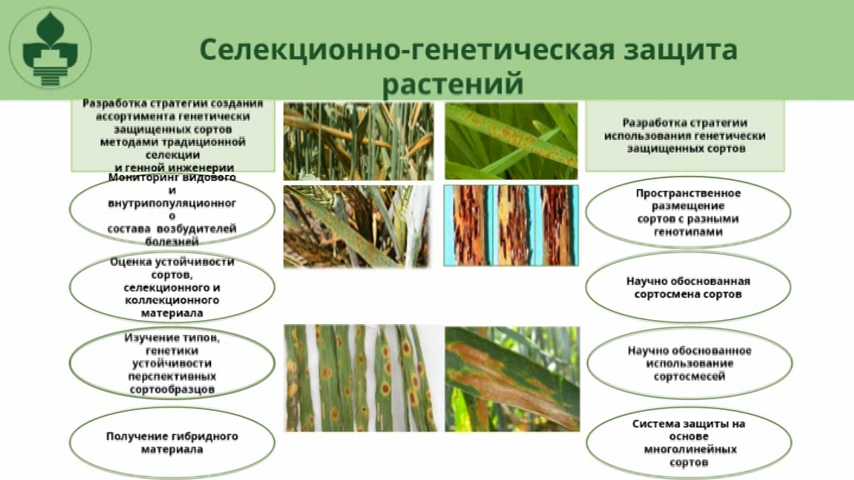 Селекционно-генетическая защита
растений
Разработка стратегии создания
ассортимента генетически
защищенных сортов
методами традиционной
селекции
и генной инженерии
Мониторинг видового
и
внутрипопуляционног
о
состава возбудителей
болезней
Оценка устойчивости
сортов,
селекционного и
коллекционного
материала
Изучение типов,
генетики
устойчивости
перспективных
сортообразцов
Получение гибридного
материала
Разработка стратегии
использования генетически
защищенных сортов
Пространственное
размещение
сортов с разными
генотипами
Научно обоснованная
сортосмена сортов
Научно обоснованное
использование
сортосмесей
Система защиты на
основе
многолинейных
сортов